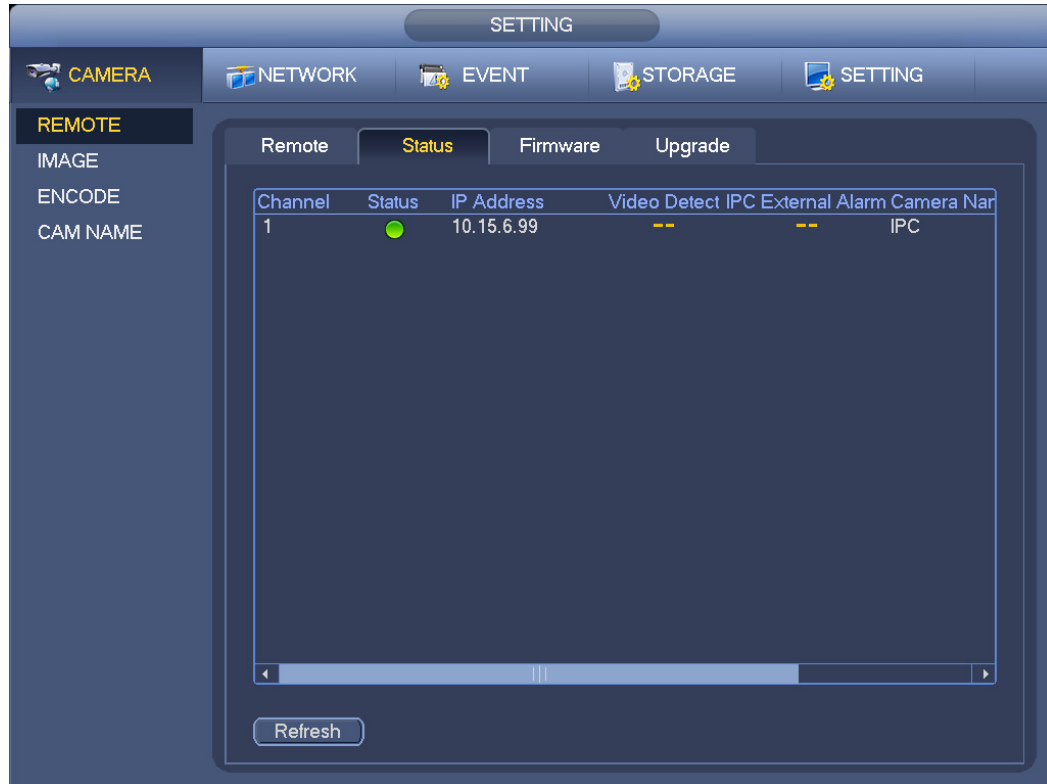 SETTING
CAMERA NETWORK EVENT STORAGE SETTING
REMOTE
IMAGE
ENCODE
CAM NAME
Remote Status Firmware Upgrade
Channel Status IP Address Video Detect IPC External Alarm Camera Nar
1 10.15.6.99 -- -- IPC
Refresh